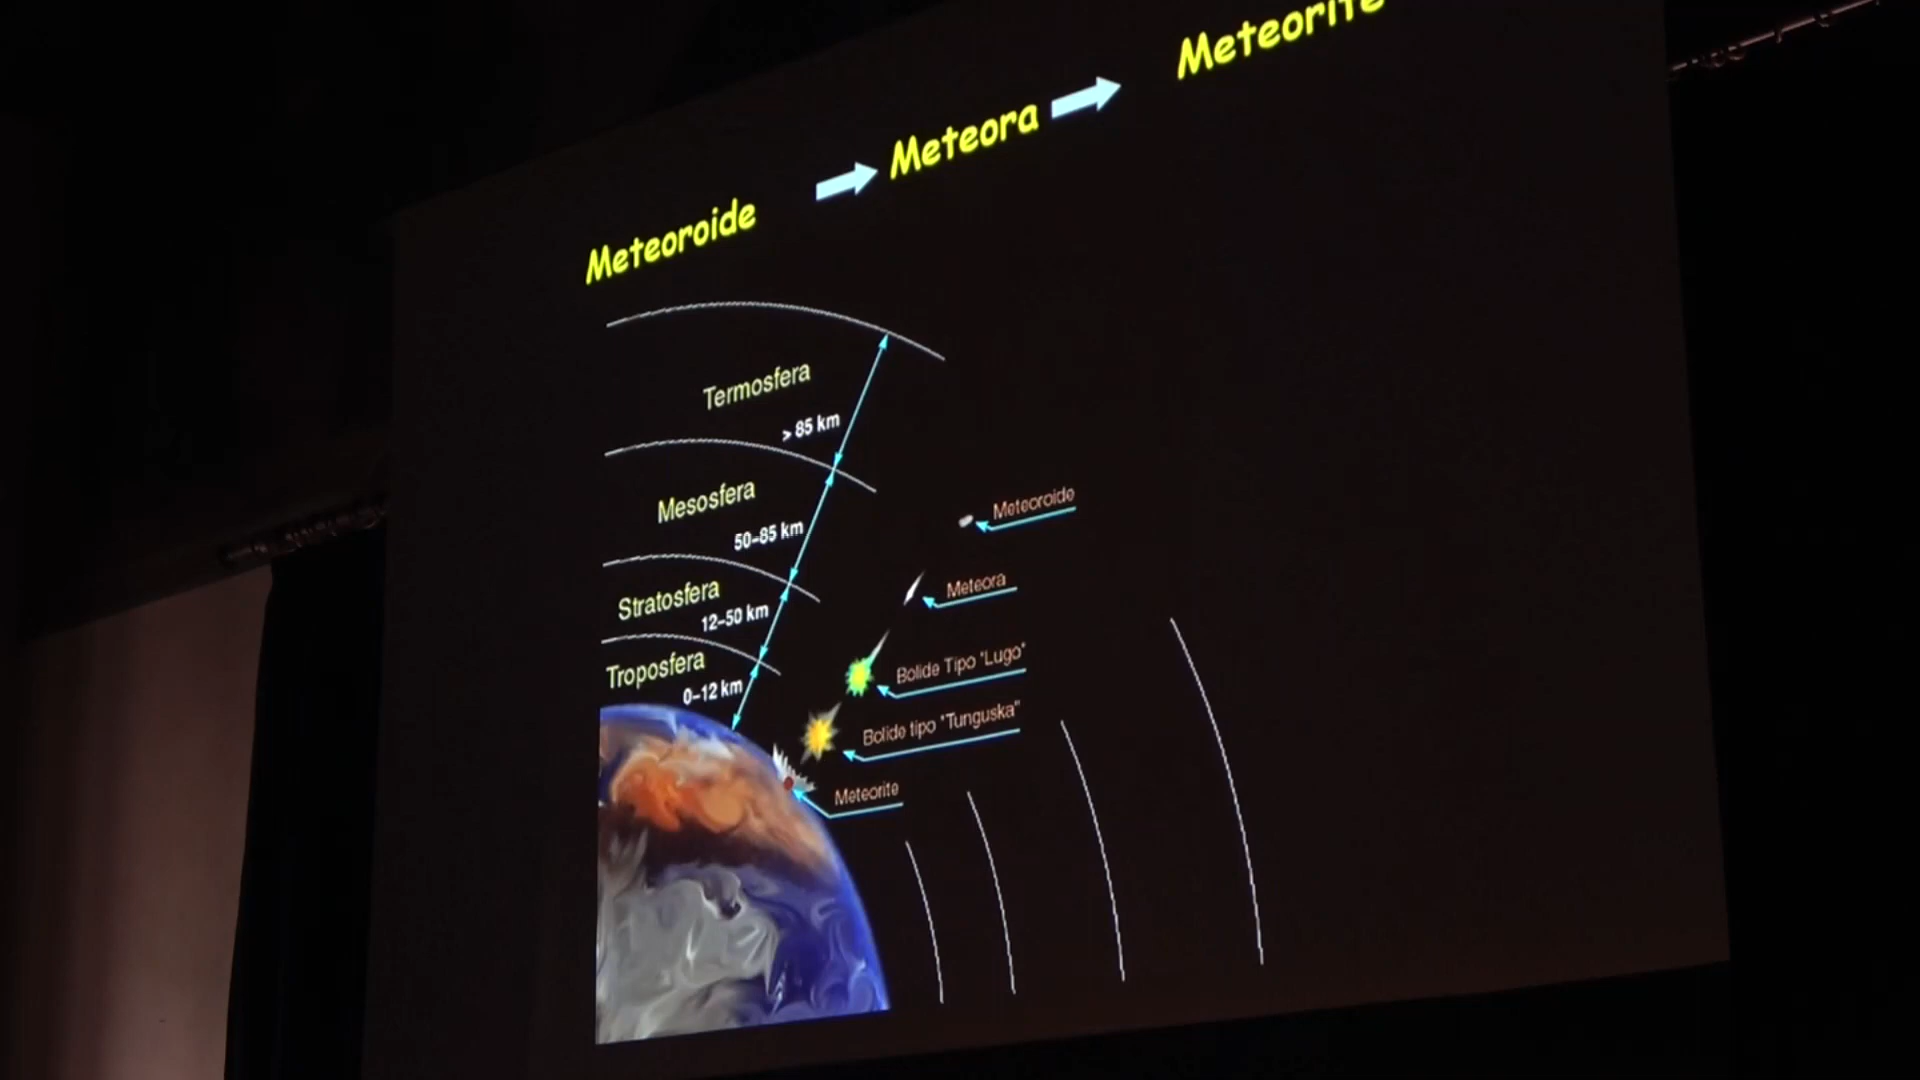 Meteoroide
Meteora
Meteorite
Termosfera
> 85 km
Mesosfera
50–85 km
Stratosfera
12–50 km
Troposfera
0–12 km
Meteoroide
Meteora
Bolide Tipo "Lugo"
Bolide tipo "Tunguska"
Meteorite